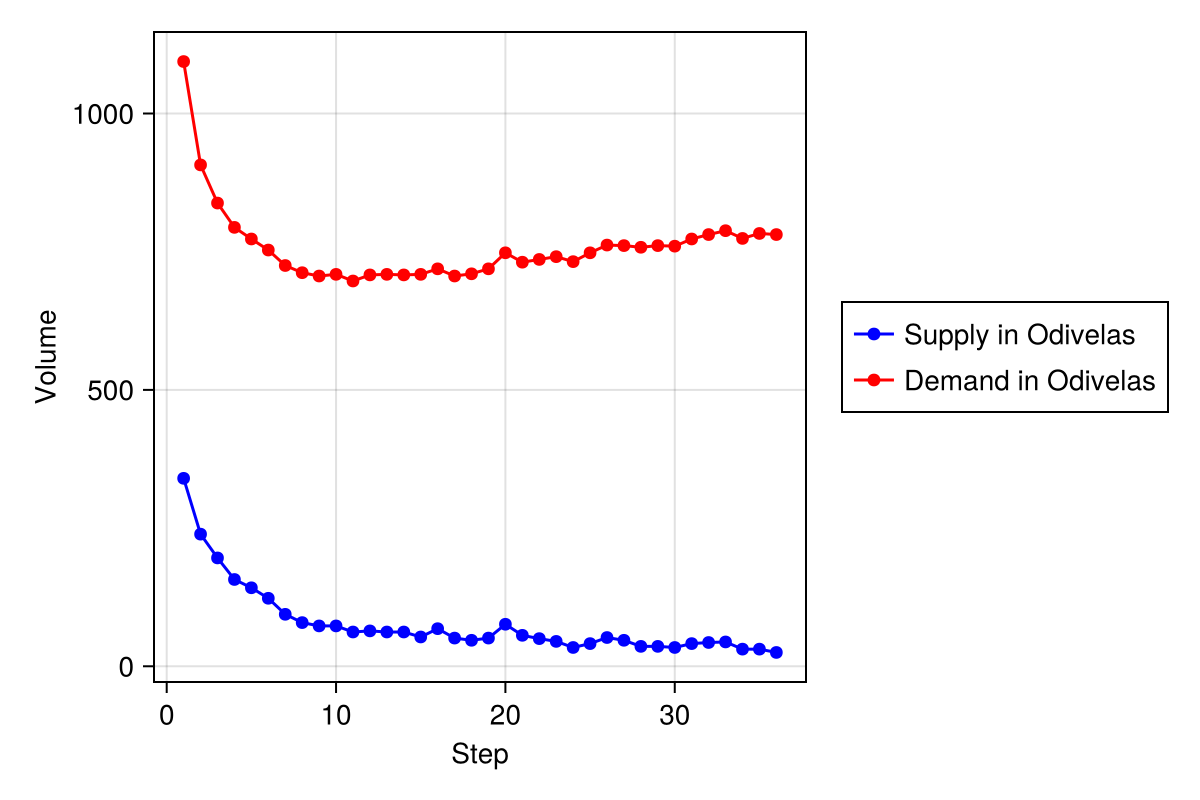 1000
500
0
Volume
0 10 20 30
Step
Supply in Odivelas
Demand in Odivelas